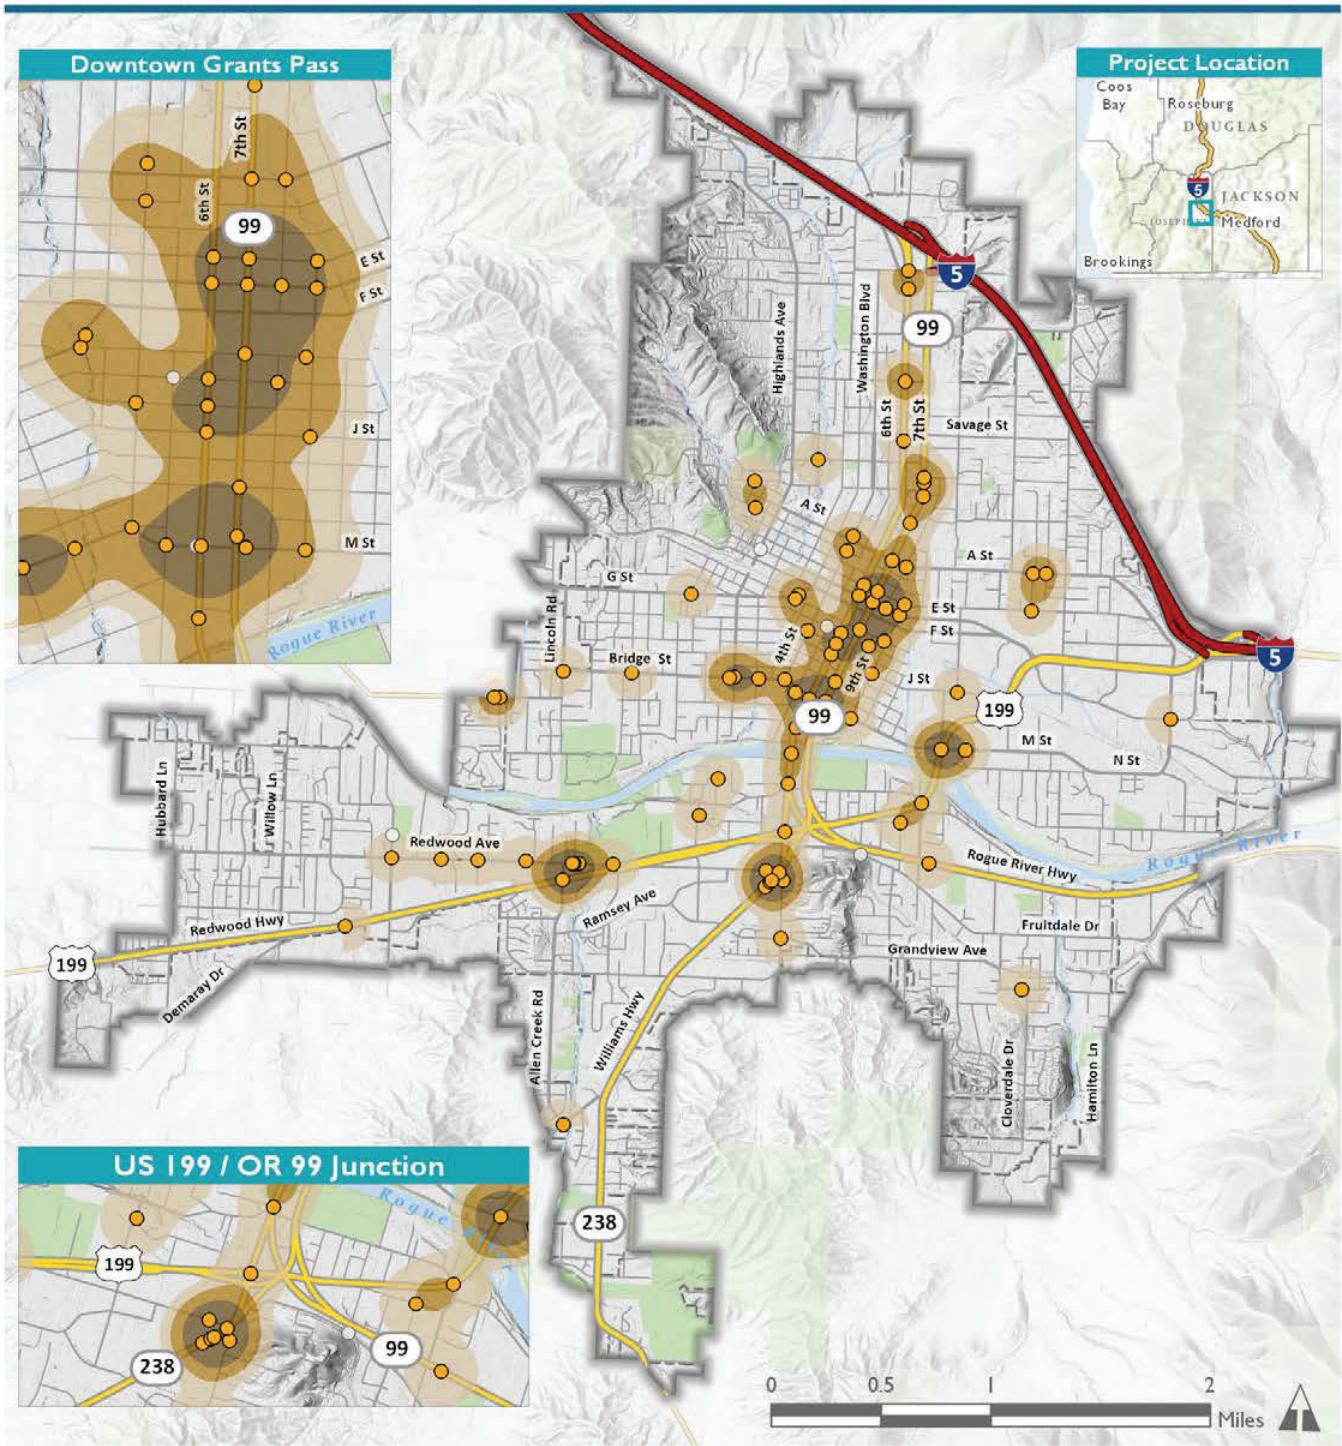 Downtown Grants Pass
7th St
6th St
99
E St
F St
J St
M St
Rogue River
Project Location
Coos
Bay
Roseburg
DOUGLAS
5
JACKSON
Medford
Brookings
5
99
Highlands Ave
Washington Blvd
6th St
7th St
Savage St
A St
A St
G St
E St
F St
Lincoln Rd
Bridge St
4th St
9th St
J St
5
199
99
M St
N St
Hubbard Ln
Willow Ln
Redwood Ave
Rogue River
Rogue River Hwy
Ramsey Ave
Redwood Hwy
Fruitdale Dr
Grandview Ave
199
Demaray Dr
Allen Creek Rd
Williams Hwy
Cloverdale Dr
Hamilton Ln
238
US 199 / OR 99 Junction
Rogue
199
99
238
0 0.5 1 2
Miles